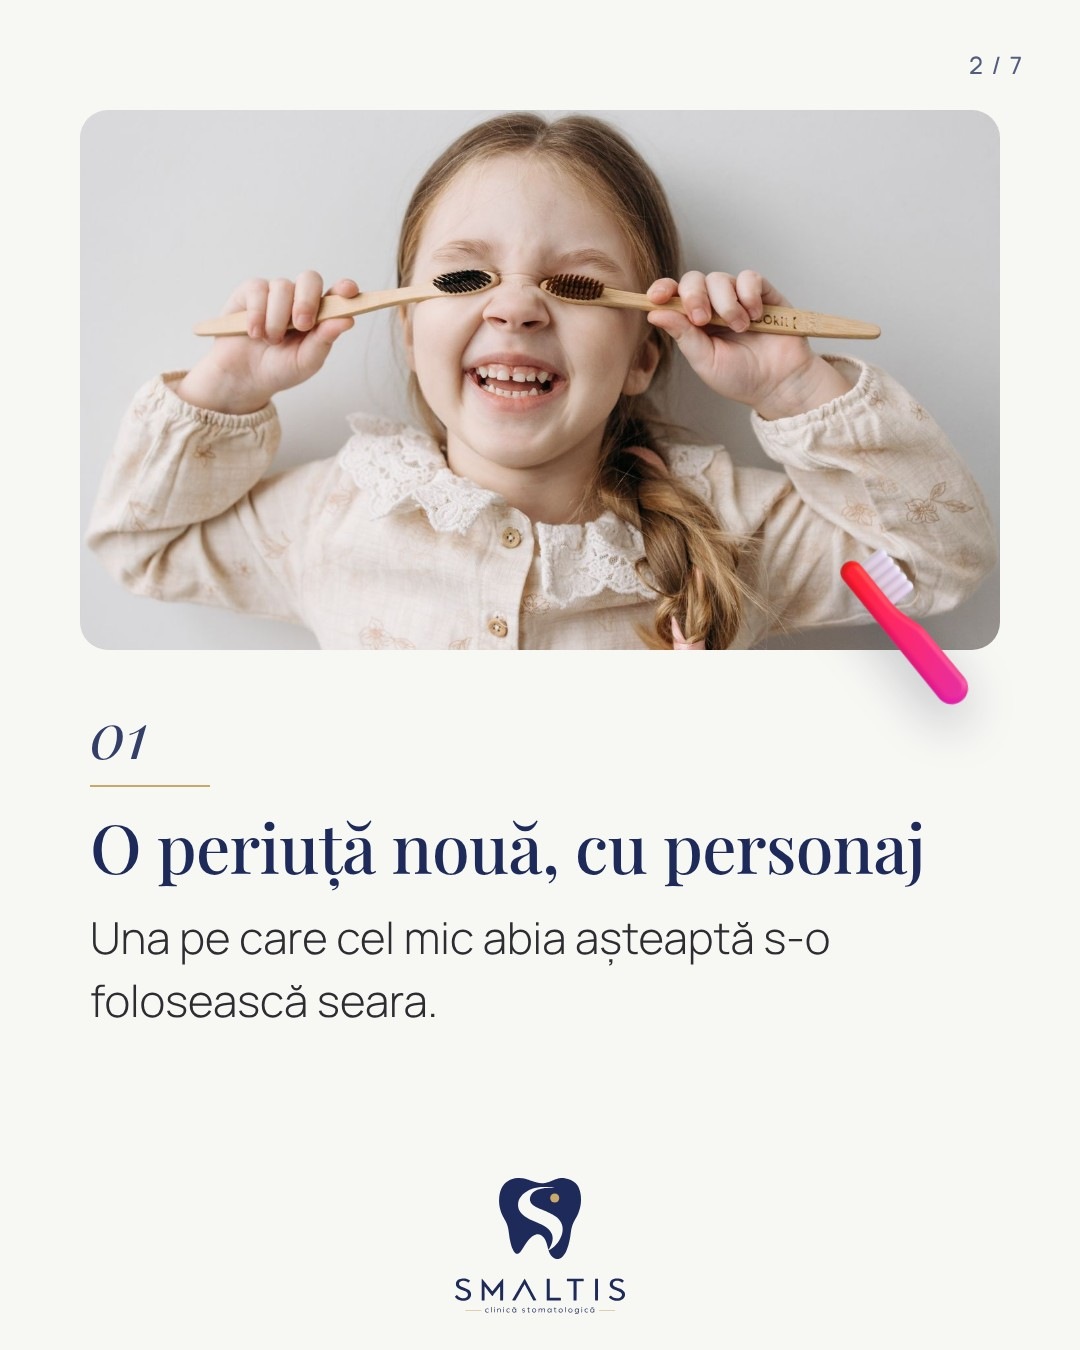 2 / 7
01
O periuță nouă, cu personaj
Una pe care cel mic abia așteaptă s-o
folosească seara.
SMALTIS
clinică stomatologică